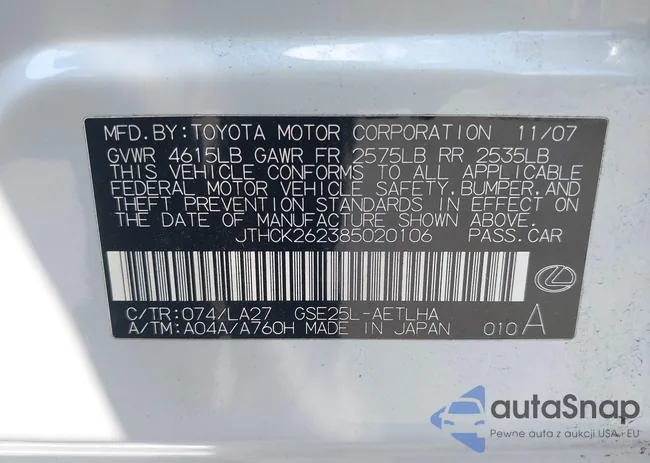 MFD.BY:TOYOTA MOTOR CORPORATION 11/07
GVWR 4615LB GAWR FR 2575LB RR 2535LB
THIS VEHICLE CONFORMS TO ALL APPLICABLE
FEDERAL MOTOR VEHICLE SAFETY,BUMPER,AND
THEFT PREVENTION STANDARDS IN EFFECT ON
THE DATE OF MANUFACTURE SHOWN ABOVE.
JTHCK262385020106 PASS.CAR
C/TR:074/LA27 GSE25L-AETLHA
A/TM:A04A/A760H MADE IN JAPAN 010 A
autoSnap
Pewne auta z aukcji USA i EU